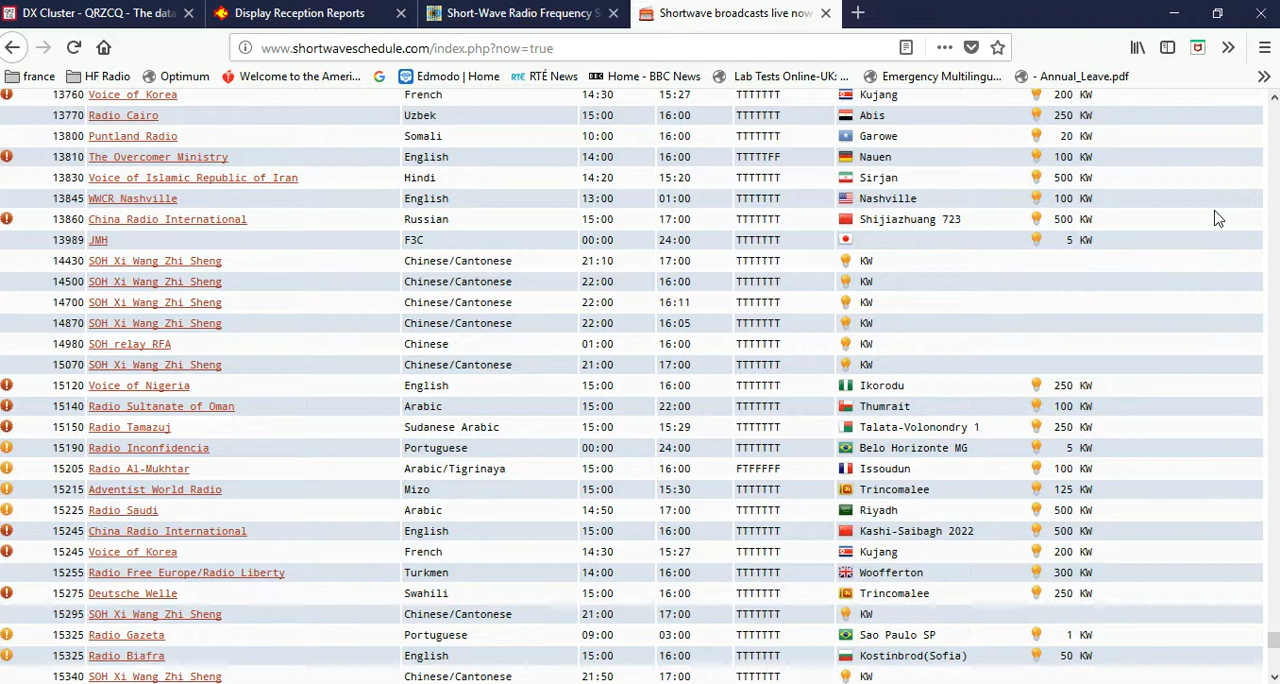 DX Cluster - QRZCQ - The data Display Reception Reports Short-Wave Radio Frequency S Shortwave broadcasts live now
www.shortwaveschedule.com/index.php?now=true
france HF Radio Optimum Welcome to the Ameri... Edmodo | Home RTÉ RTÉ News BBC Home - BBC News Lab Tests Online-UK: ... Emergency Multilingu... - Annual_Leave.pdf
13760 Voice of Korea French 14:30 15:27 TTTTTTT Kujang 200 KW
13770 Radio Cairo Uzbek 15:00 16:00 TTTTTTT Abis 250 KW
13800 Puntland Radio Somali 10:00 16:00 TTTTTTT Garowe 20 KW
13810 The Overcomer Ministry English 14:00 16:00 TTTTTFF Nauen 100 KW
13830 Voice of Islamic Republic of Iran Hindi 14:20 15:20 TTTTTTT Sirjan 500 KW
13845 WWCR Nashville English 13:00 01:00 TTTTTTT Nashville 100 KW
13860 China Radio International Russian 15:00 17:00 TTTTTTT Shijiazhuang 723 500 KW
13989 JMH F3C 00:00 24:00 TTTTTTT 5 KW
14430 SOH Xi Wang Zhi Sheng Chinese/Cantonese 21:10 17:00 TTTTTTT KW
14500 SOH Xi Wang Zhi Sheng Chinese/Cantonese 22:00 16:00 TTTTTTT KW
14700 SOH Xi Wang Zhi Sheng Chinese/Cantonese 22:00 16:11 TTTTTTT KW
14870 SOH Xi Wang Zhi Sheng Chinese/Cantonese 22:00 16:05 TTTTTTT KW
14980 SOH relay RFA Chinese 01:00 16:00 TTTTTTT KW
15070 SOH Xi Wang Zhi Sheng Chinese/Cantonese 21:00 17:00 TTTTTTT KW
15120 Voice of Nigeria English 15:00 16:00 TTTTTTT Ikorodu 250 KW
15140 Radio Sultanate of Oman Arabic 15:00 22:00 TTTTTTT Thumrait 100 KW
15150 Radio Tamazuj Sudanese Arabic 15:00 15:29 TTTTTTT Talata-Volonondry 1 250 KW
15190 Radio Inconfidencia Portuguese 00:00 24:00 TTTTTTT Belo Horizonte MG 5 KW
15205 Radio Al-Mukhtar Arabic/Tigrinaya 15:00 16:00 FTFFFFF Issoudun 100 KW
15215 Adventist World Radio Mizo 15:00 15:30 TTTTTTT Trincomalee 125 KW
15225 Radio Saudi Arabic 14:50 17:00 TTTTTTT Riyadh 500 KW
15245 China Radio International English 15:00 16:00 TTTTTTT Kashi-Saibagh 2022 500 KW
15245 Voice of Korea French 14:30 15:27 TTTTTTT Kujang 200 KW
15255 Radio Free Europe/Radio Liberty Turkmen 14:00 16:00 TTTTTTT Woofferton 300 KW
15275 Deutsche Welle Swahili 15:00 16:00 TTTTTTT Trincomalee 250 KW
15295 SOH Xi Wang Zhi Sheng Chinese/Cantonese 21:00 17:00 TTTTTTT KW
15325 Radio Gazeta Portuguese 09:00 03:00 TTTTTTT Sao Paulo SP 1 KW
15325 Radio Biafra English 15:00 16:00 TTTTTTT Kostinbrod(Sofia) 50 KW
15340 SOH Xi Wang Zhi Sheng Chinese/Cantonese 21:50 17:00 TTTTTTT KW